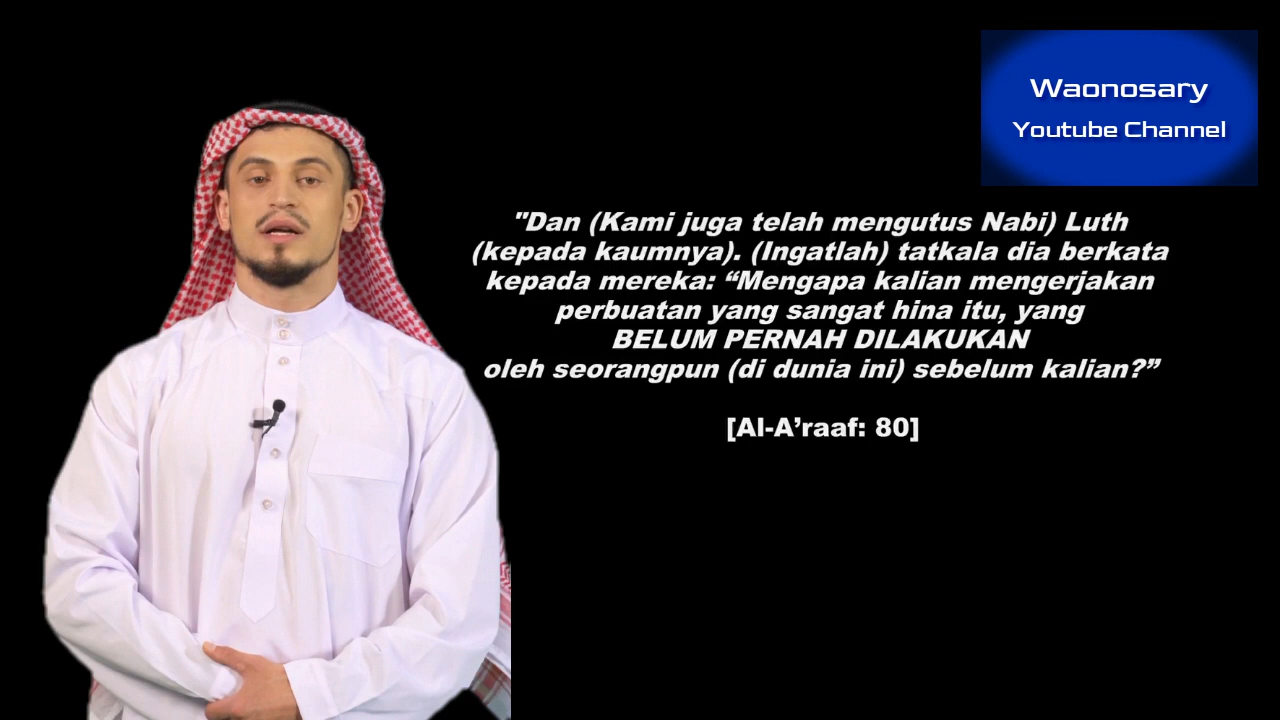 Waonosary
Youtube Channel
"Dan (Kami juga telah mengutus Nabi) Luth
(kepada kaumnya). (Ingatlah) tatkala dia berkata
kepada mereka: “Mengapa kalian mengerjakan
perbuatan yang sangat hina itu, yang
BELUM PERNAH DILAKUKAN
oleh seorangpun (di dunia ini) sebelum kalian?”
[Al-A’raaf: 80]